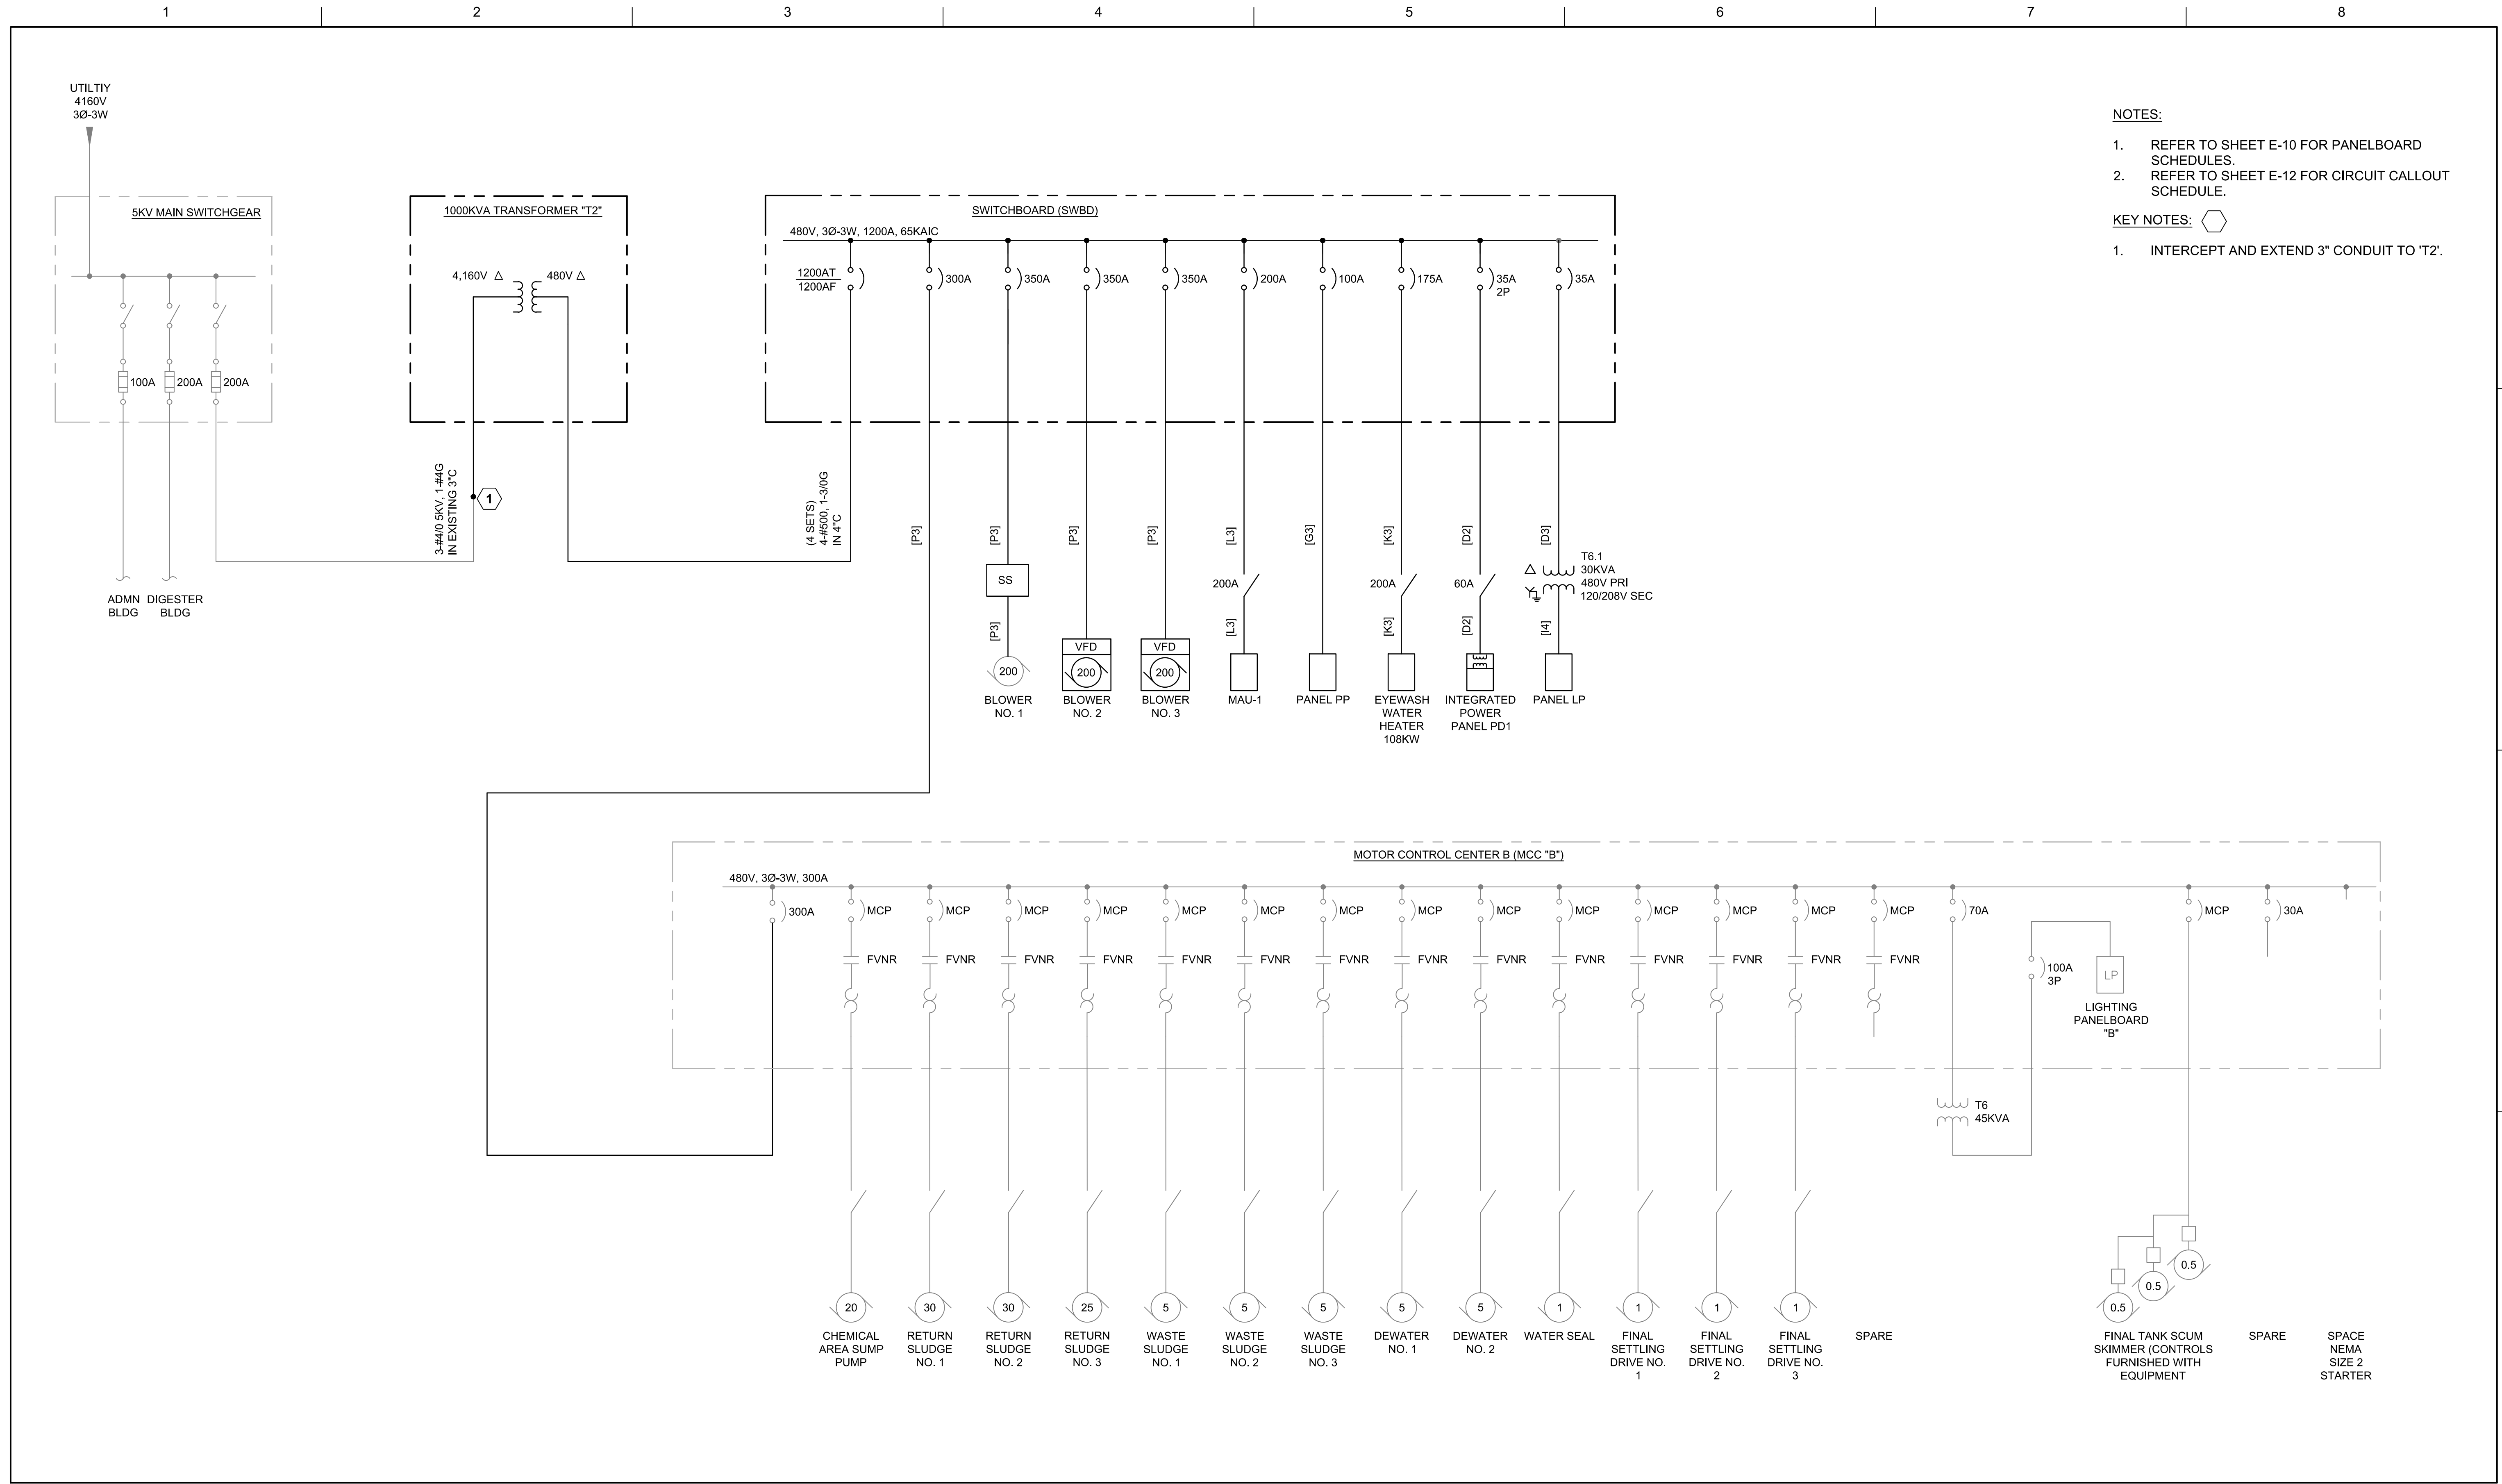 1
2
3
4
5
6
7
8
UTILTIY
4160V
3Ø-3W
5KV MAIN SWITCHGEAR
100A
200A
200A
ADMN
BLDG
DIGESTER
BLDG
1000KVA TRANSFORMER "T2"
4,160V Δ
480V Δ
3-#4/0 5KV, 1-#4G
IN EXISTING 3"C
1
SWITCHBOARD (SWBD)
480V, 3Ø-3W, 1200A, 65KAIC
1200AT
1200AF
300A
350A
350A
350A
200A
100A
175A
35A
2P
35A
(4 SETS)
4-#500, 1-3/0G
IN 4"C
[P3]
[P3]
[P3]
[P3]
[L3]
[G3]
[K3]
[D2]
[D3]
SS
200A
200A
60A
T6.1
30KVA
480V PRI
120/208V SEC
Δ
[P3]
[L3]
[K3]
[D2]
[I4]
VFD
VFD
200
200
200
BLOWER
NO. 1
BLOWER
NO. 2
BLOWER
NO. 3
MAU-1
PANEL PP
EYEWASH
WATER
HEATER
108KW
INTEGRATED
POWER
PANEL PD1
PANEL LP
NOTES:
1. REFER TO SHEET E-10 FOR PANELBOARD
SCHEDULES.
2. REFER TO SHEET E-12 FOR CIRCUIT CALLOUT
SCHEDULE.
KEY NOTES:
1. INTERCEPT AND EXTEND 3" CONDUIT TO 'T2'.
MOTOR CONTROL CENTER B (MCC "B")
480V, 3Ø-3W, 300A
300A
MCP
MCP
MCP
MCP
MCP
MCP
MCP
MCP
MCP
MCP
MCP
MCP
MCP
MCP
70A
MCP
30A
FVNR
FVNR
FVNR
FVNR
FVNR
FVNR
FVNR
FVNR
FVNR
FVNR
FVNR
FVNR
FVNR
FVNR
100A
3P
LP
LIGHTING
PANELBOARD
"B"
T6
45KVA
20
30
30
25
5
5
5
5
5
1
1
1
1
0.5
0.5
0.5
CHEMICAL
AREA SUMP
PUMP
RETURN
SLUDGE
NO. 1
RETURN
SLUDGE
NO. 2
RETURN
SLUDGE
NO. 3
WASTE
SLUDGE
NO. 1
WASTE
SLUDGE
NO. 2
WASTE
SLUDGE
NO. 3
DEWATER
NO. 1
DEWATER
NO. 2
WATER SEAL
FINAL
SETTLING
DRIVE NO.
1
FINAL
SETTLING
DRIVE NO.
2
FINAL
SETTLING
DRIVE NO.
3
SPARE
FINAL TANK SCUM
SKIMMER (CONTROLS
FURNISHED WITH
EQUIPMENT
SPARE
SPACE
NEMA
SIZE 2
STARTER